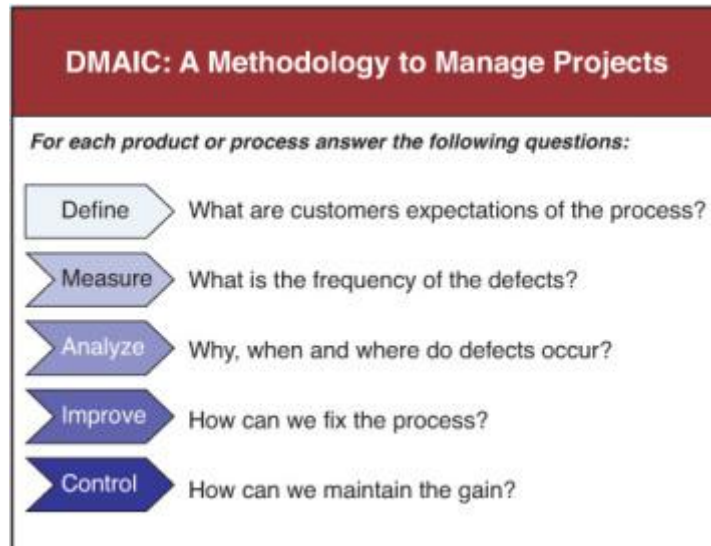 DMAIC: A Methodology to Manage Projects
For each product or process answer the following questions:
Define What are customers expectations of the process?
Measure What is the frequency of the defects?
Analyze Why, when and where do defects occur?
Improve How can we fix the process?
Control How can we maintain the gain?